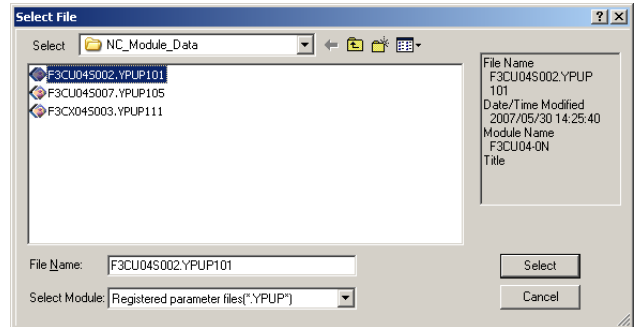 Select File
Select NC_Module_Data
F3CU04S002.YPUP101
F3CU04S007.YPUP105
F3CX04S003.YPUP111
File Name
F3CU04S002.YPUP
101
Date/Time Modified
2007/05/30 14:25:40
Module Name
F3CU04-0N
Title
File Name: F3CU04S002.YPUP101
Select
Select Module: Registered parameter files(*.YPUP*)
Cancel